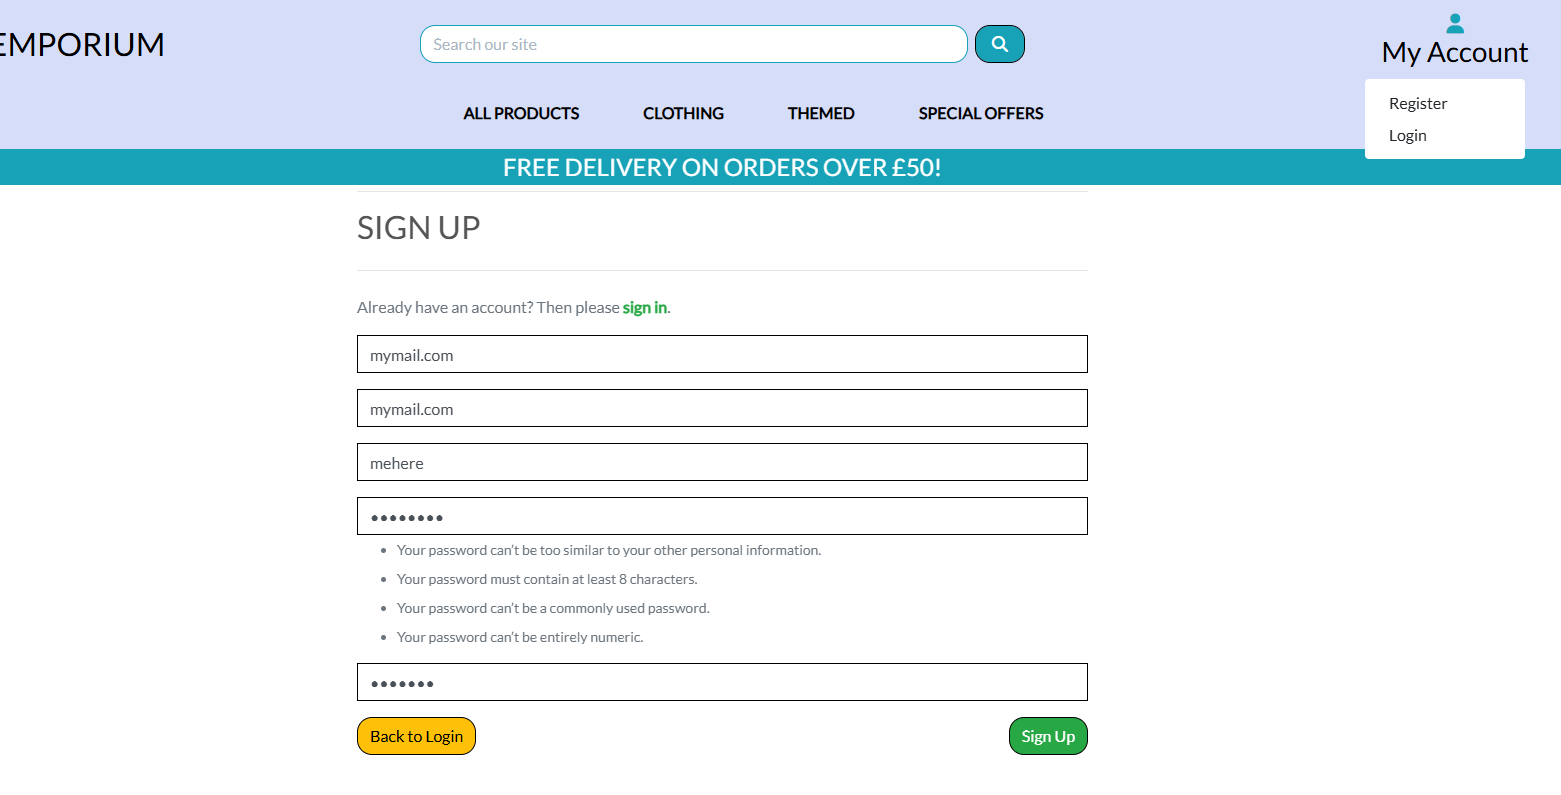 EMPORIUM
Search our site
My Account
Register
Login
ALL PRODUCTS CLOTHING THEMED SPECIAL OFFERS
FREE DELIVERY ON ORDERS OVER £50!
SIGN UP
Already have an account? Then please sign in.
mymail.com
mymail.com
mehere
••••••••
• Your password can't be too similar to your other personal information.
• Your password must contain at least 8 characters.
• Your password can't be a commonly used password.
• Your password can't be entirely numeric.
•••••••
Back to Login Sign Up